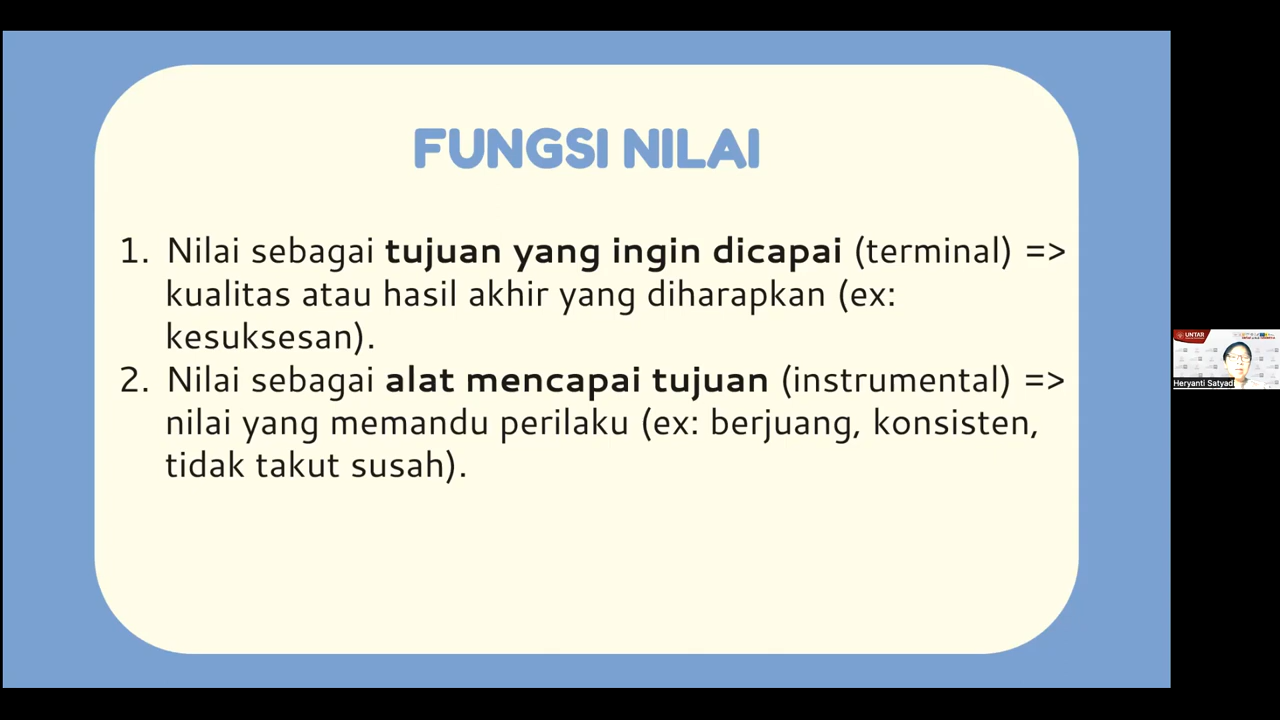 FUNGSI NILAI
1. Nilai sebagai tujuan yang ingin dicapai (terminal) =>
kualitas atau hasil akhir yang diharapkan (ex:
kesuksesan).
2. Nilai sebagai alat mencapai tujuan (instrumental) =>
nilai yang memandu perilaku (ex: berjuang, konsisten,
tidak takut susah).
UNTAR
Heryanti Satyadi